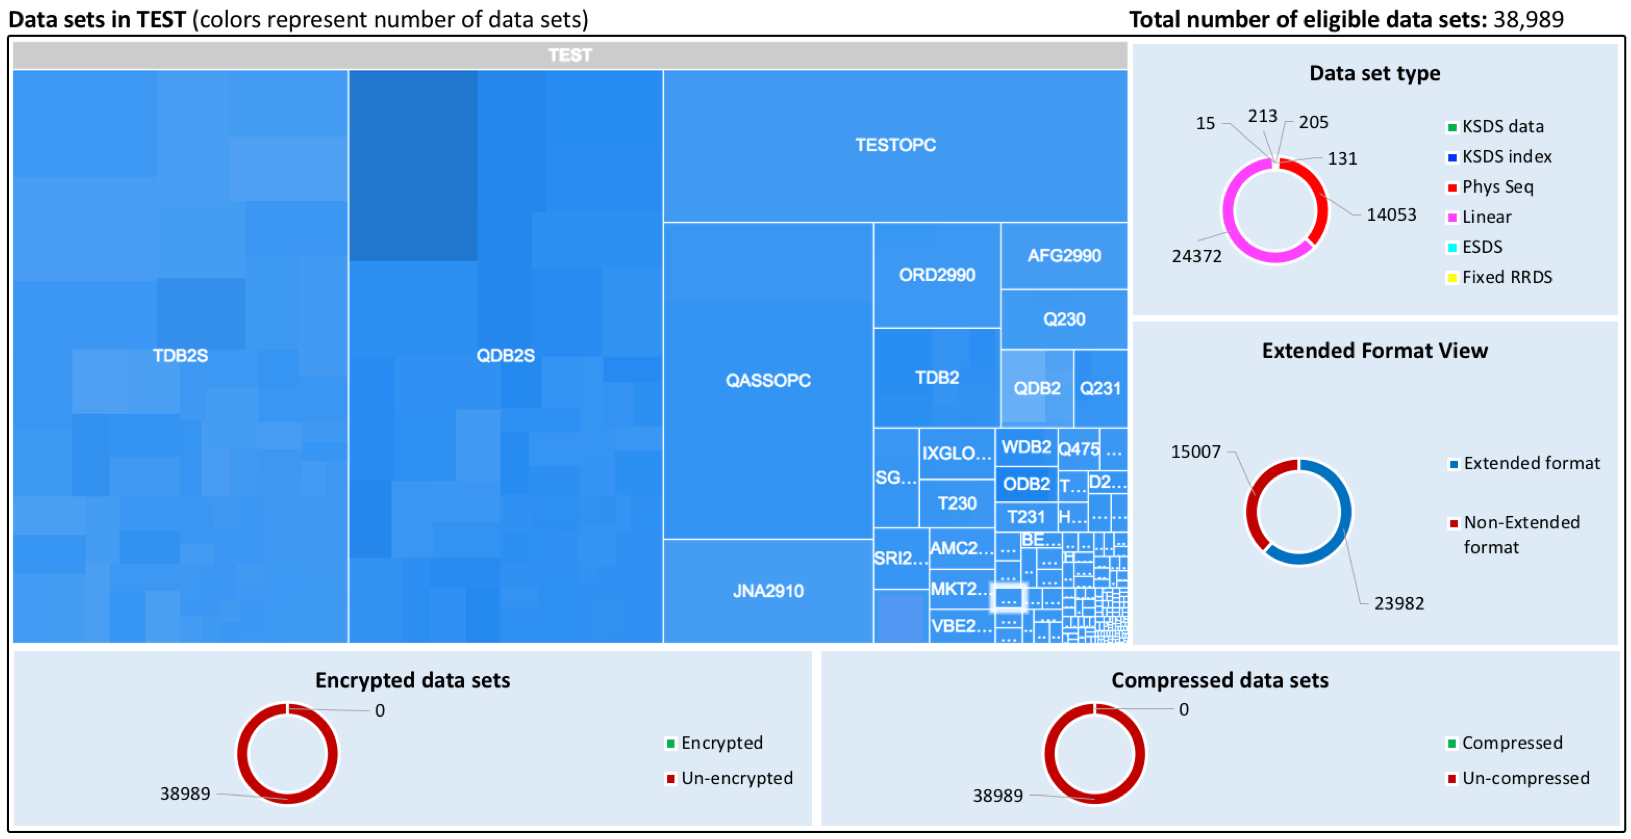 Data sets in TEST (colors represent number of data sets)
Total number of eligible data sets: 38,989
TEST
TDB2S
QDB2S
TESTOPC
QASSOPC
JNA2910
ORD2990
AFG2990
Q230
TDB2
QDB2
Q231
SG...
IXGLO...
WDB2
Q475
...
ODB2
T...
D2...
T230
T231
H...
...
...
SRI2...
AMC2...
...
BE...
MKT2...
...
VBE2...
...
Data set type
15
213
205
131
14053
24372
KSDS data
KSDS index
Phys Seq
Linear
ESDS
Fixed RRDS
Extended Format View
15007
23982
Extended format
Non-Extended
format
Encrypted data sets
0
38989
Encrypted
Un-encrypted
Compressed data sets
0
38989
Compressed
Un-compressed